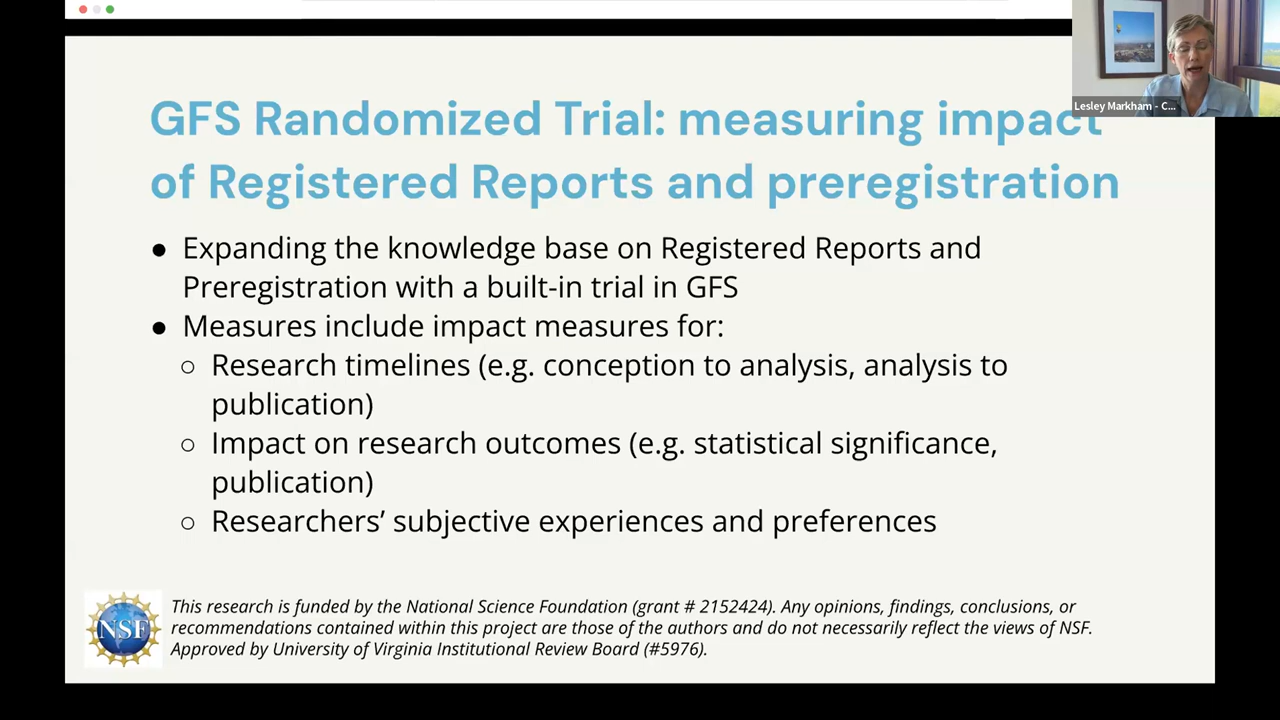 Lesley Markham - C...
GFS Randomized Trial: measuring impact
of Registered Reports and preregistration
● Expanding the knowledge base on Registered Reports and
Preregistration with a built-in trial in GFS
● Measures include impact measures for:
○ Research timelines (e.g. conception to analysis, analysis to
publication)
○ Impact on research outcomes (e.g. statistical significance,
publication)
○ Researchers’ subjective experiences and preferences
NSF
This research is funded by the National Science Foundation (grant # 2152424). Any opinions, findings, conclusions, or
recommendations contained within this project are those of the authors and do not necessarily reflect the views of NSF.
Approved by University of Virginia Institutional Review Board (#5976).